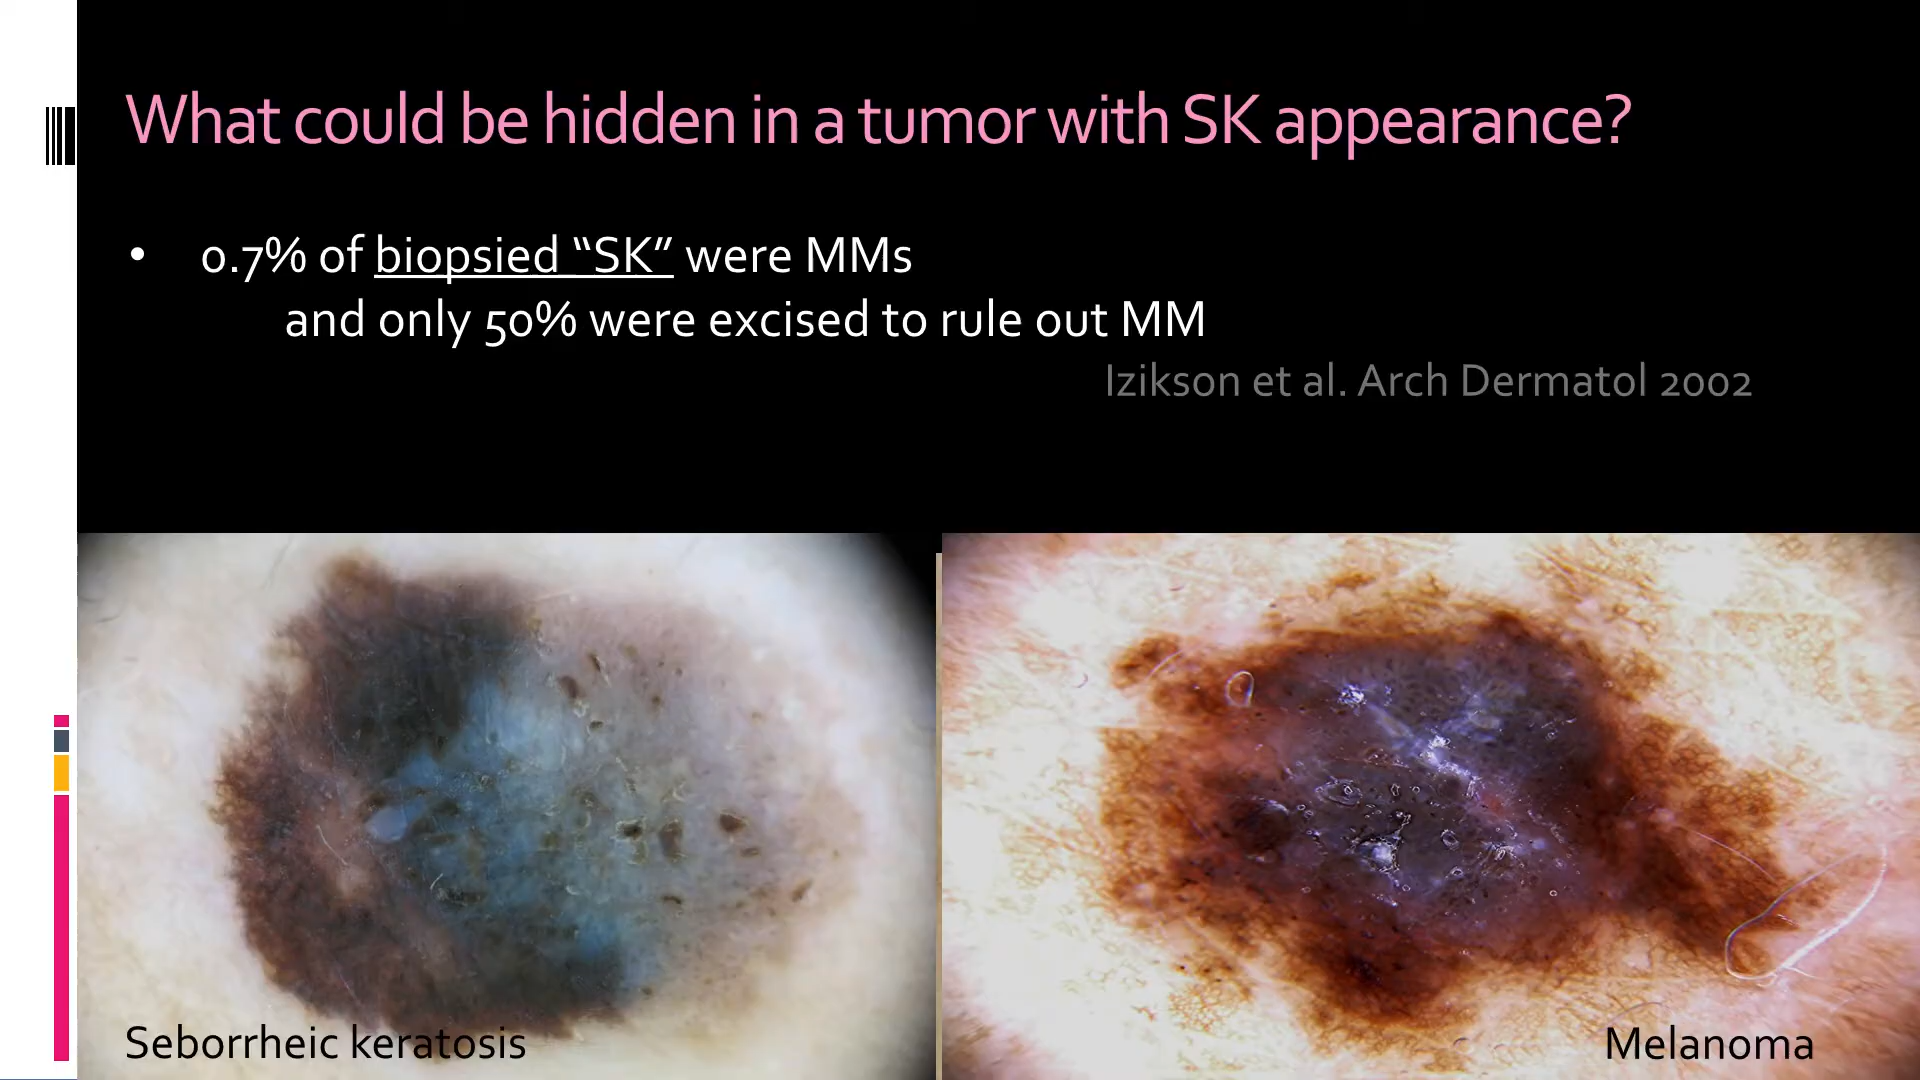 What could be hidden in a tumor with SK appearance?
• 0.7% of biopsied “SK” were MMs
and only 50% were excised to rule out MM
Izikson et al. Arch Dermatol 2002
Seborrheic keratosis
Melanoma